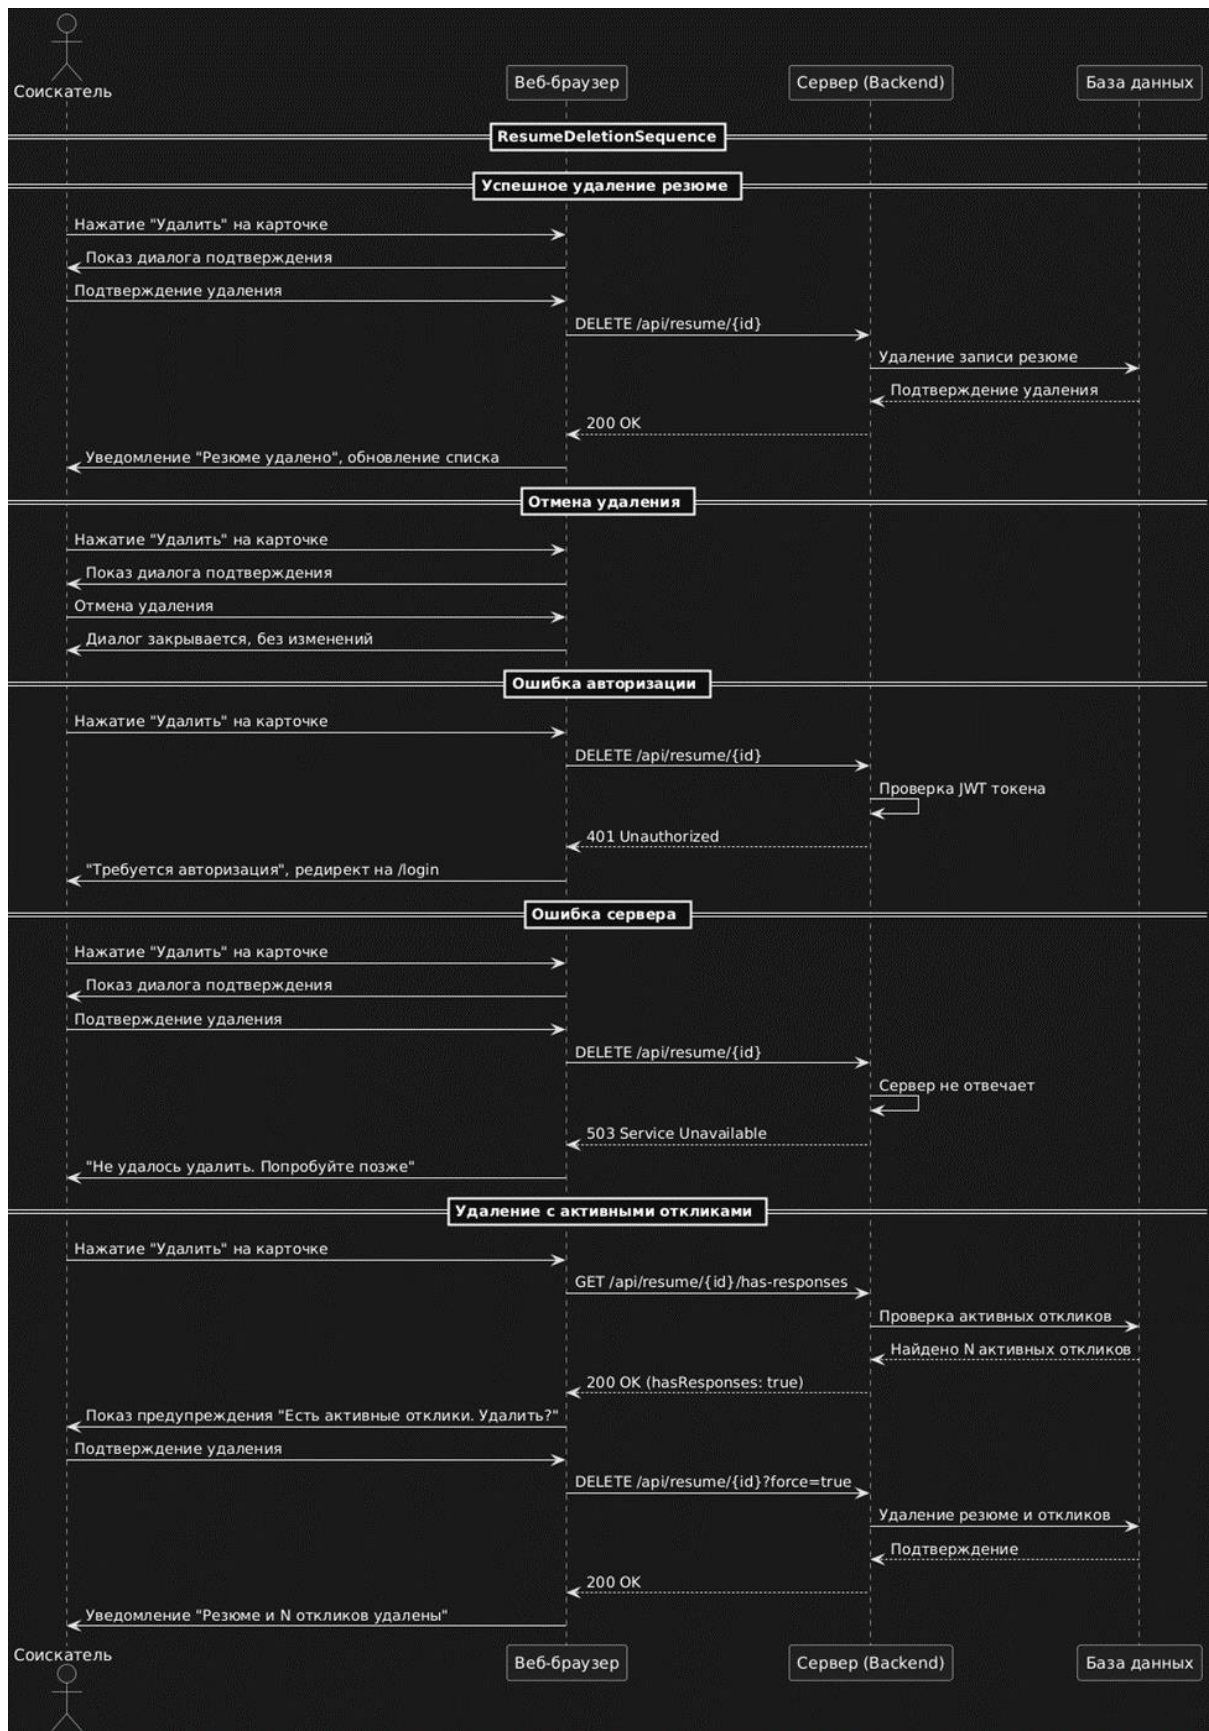 Соискатель
Веб-браузер
Сервер (Backend)
База данных
ResumeDeletionSequence
Успешное удаление резюме
Нажатие "Удалить" на карточке
Показ диалога подтверждения
Подтверждение удаления
DELETE /api/resume/{id}
Удаление записи резюме
Подтверждение удаления
200 OK
Уведомление "Резюме удалено", обновление списка
Отмена удаления
Нажатие "Удалить" на карточке
Показ диалога подтверждения
Отмена удаления
Диалог закрывается, без изменений
Ошибка авторизации
Нажатие "Удалить" на карточке
DELETE /api/resume/{id}
Проверка JWT токена
401 Unauthorized
"Требуется авторизация", редирект на /login
Ошибка сервера
Нажатие "Удалить" на карточке
Показ диалога подтверждения
Подтверждение удаления
DELETE /api/resume/{id}
Сервер не отвечает
503 Service Unavailable
"Не удалось удалить. Попробуйте позже"
Удаление с активными откликами
Нажатие "Удалить" на карточке
GET /api/resume/{id}/has-responses
Проверка активных откликов
Найдено N активных откликов
200 OK (hasResponses: true)
Показ предупреждения "Есть активные отклики. Удалить?"
Подтверждение удаления
DELETE /api/resume/{id}?force=true
Удаление резюме и откликов
Подтверждение
200 OK
Уведомление "Резюме и N откликов удалены"
Соискатель
Веб-браузер
Сервер (Backend)
База данных